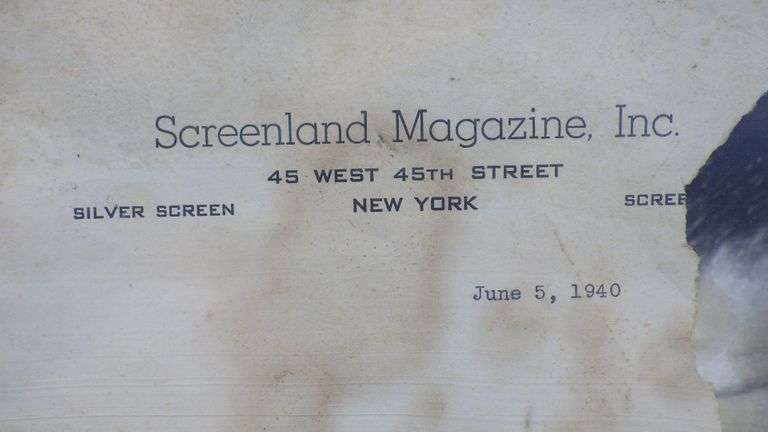 Screenland Magazine, Inc.
45 WEST 45TH STREET
SILVER SCREEN NEW YORK
June 5, 1940